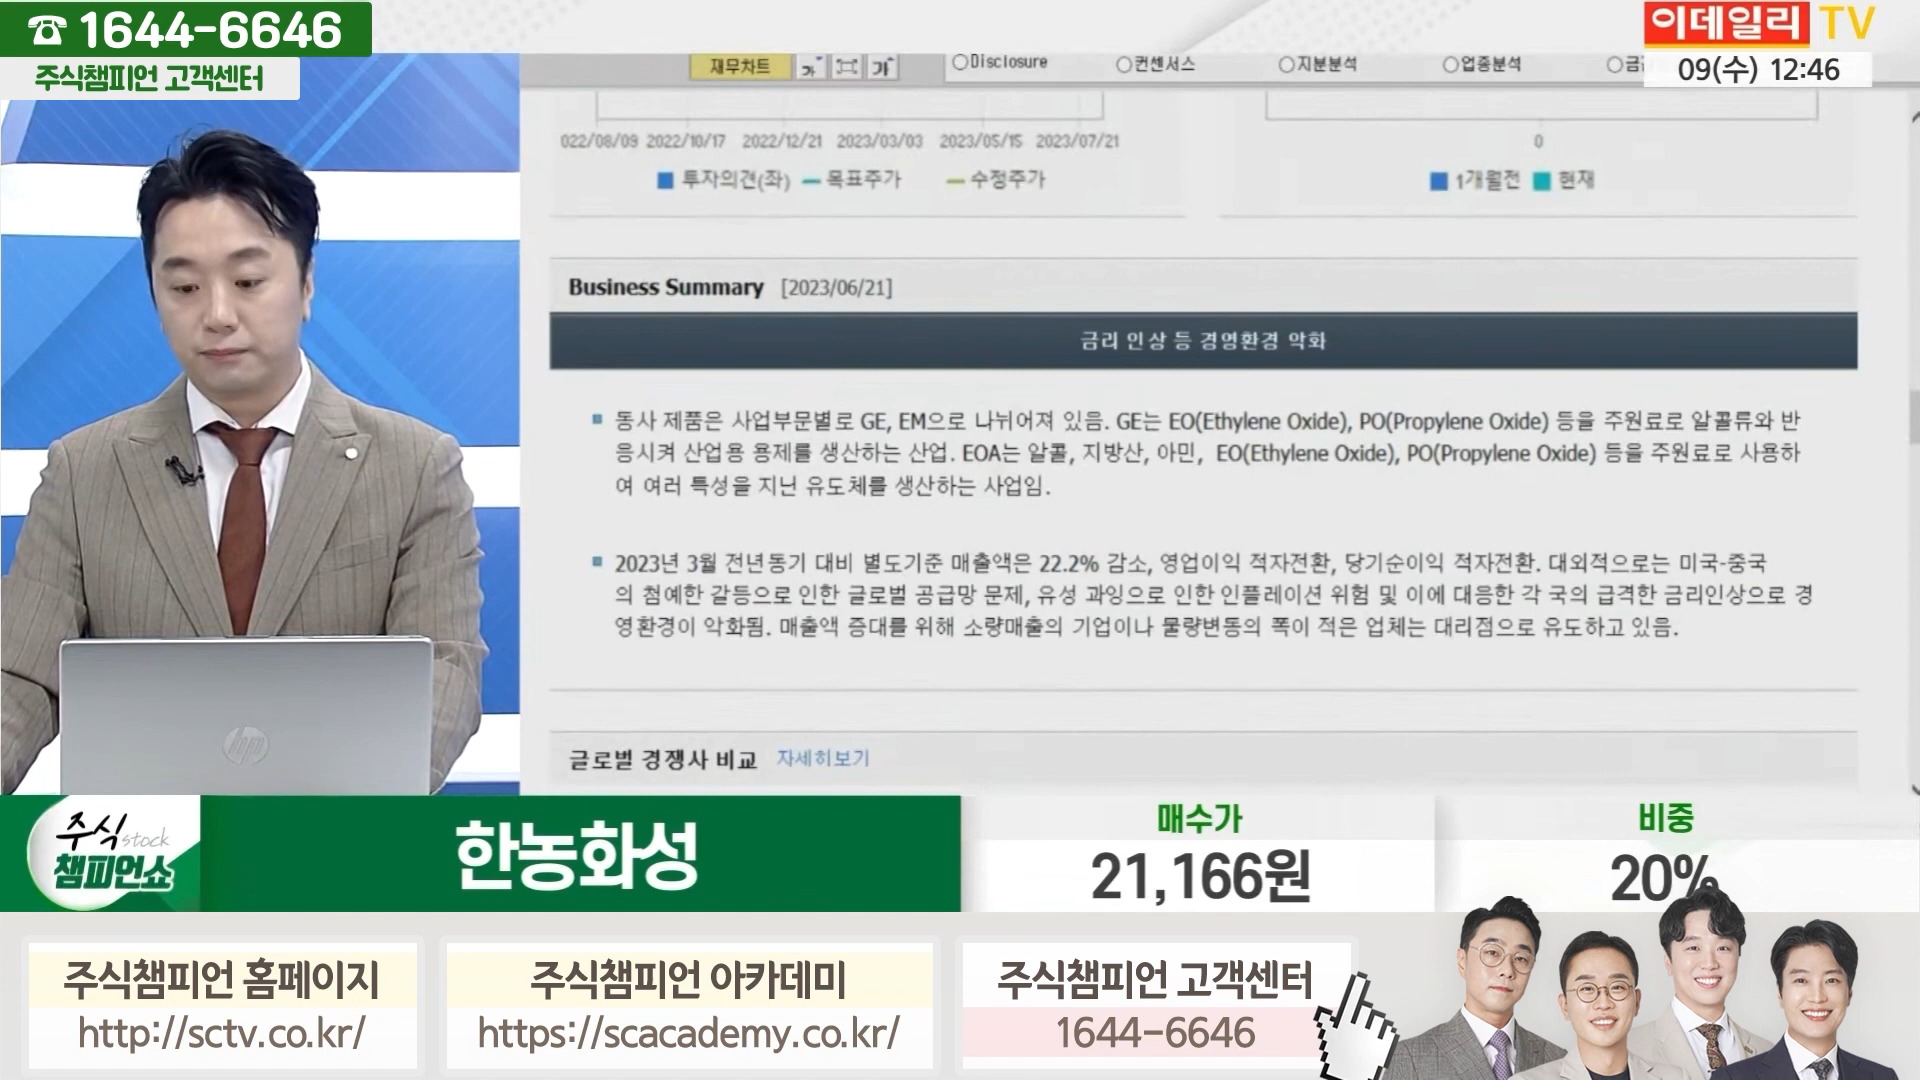 ☎ 1644-6646
주식챔피언 고객센터
이데일리 TV
09(수) 12:46
재무차트 가 가 Disclosure 컨센서스 지분분석 업종분석
022/08/09 2022/10/17 2022/12/21 2023/03/03 2023/05/15 2023/07/21
0
투자의견(좌) 목표주가 수정주가
1개월전 현재
Business Summary [2023/06/21]
금리 인상 등 경영환경 악화
동사 제품은 사업부문별로 GE, EM으로 나뉘어져 있음. GE는 EO(Ethylene Oxide), PO(Propylene Oxide) 등을 주원료로 알콜류와 반
응시켜 산업용 용제를 생산하는 산업. EOA는 알콜, 지방산, 아민, EO(Ethylene Oxide), PO(Propylene Oxide) 등을 주원료로 사용하
여 여러 특성을 지닌 유도체를 생산하는 사업임.
2023년 3월 전년동기 대비 별도기준 매출액은 22.2% 감소, 영업이익 적자전환, 당기순이익 적자전환. 대외적으로는 미국-중국
의 첨예한 갈등으로 인한 글로벌 공급망 문제, 유성 과잉으로 인한 인플레이션 위험 및 이에 대응한 각 국의 급격한 금리인상으로 경
영환경이 악화됨. 매출액 증대를 위해 소량매출의 기업이나 물량변동의 폭이 적은 업체는 대리점으로 유도하고 있음.
글로벌 경쟁사 비교 자세히보기
hp
주식 stock
챔피언쇼
한농화성
매수가
21,166원
비중
20%
주식챔피언 홈페이지
http://sctv.co.kr/
주식챔피언 아카데미
https://scacademy.co.kr/
주식챔피언 고객센터
1644-6646